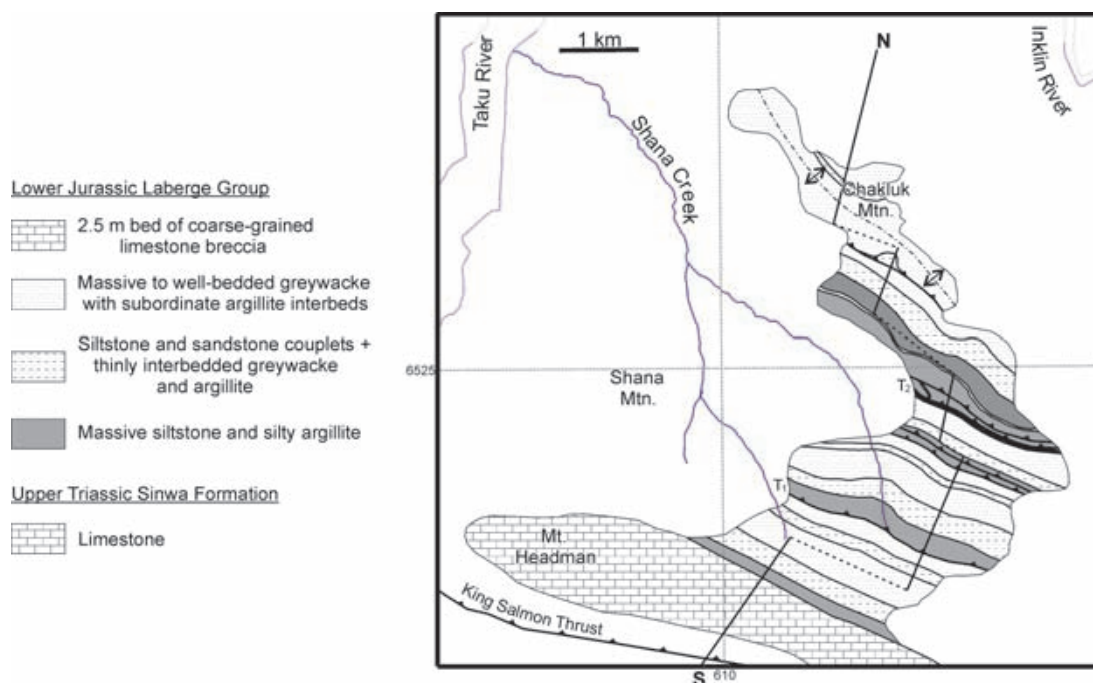 Lower Jurassic Laberge Group
2.5 m bed of coarse-grained
limestone breccia
Massive to well-bedded greywacke
with subordinate argillite interbeds
Siltstone and sandstone couplets +
thinly interbedded greywacke
and argillite
Massive siltstone and silty argillite
Upper Triassic Sinwa Formation
Limestone
1 km
N
Taku River
Inklin River
Shana Creek
Chakluk
Mtn.
6525
Shana
Mtn.
T2
T1
Mt.
Headman
King Salmon Thrust
S
610